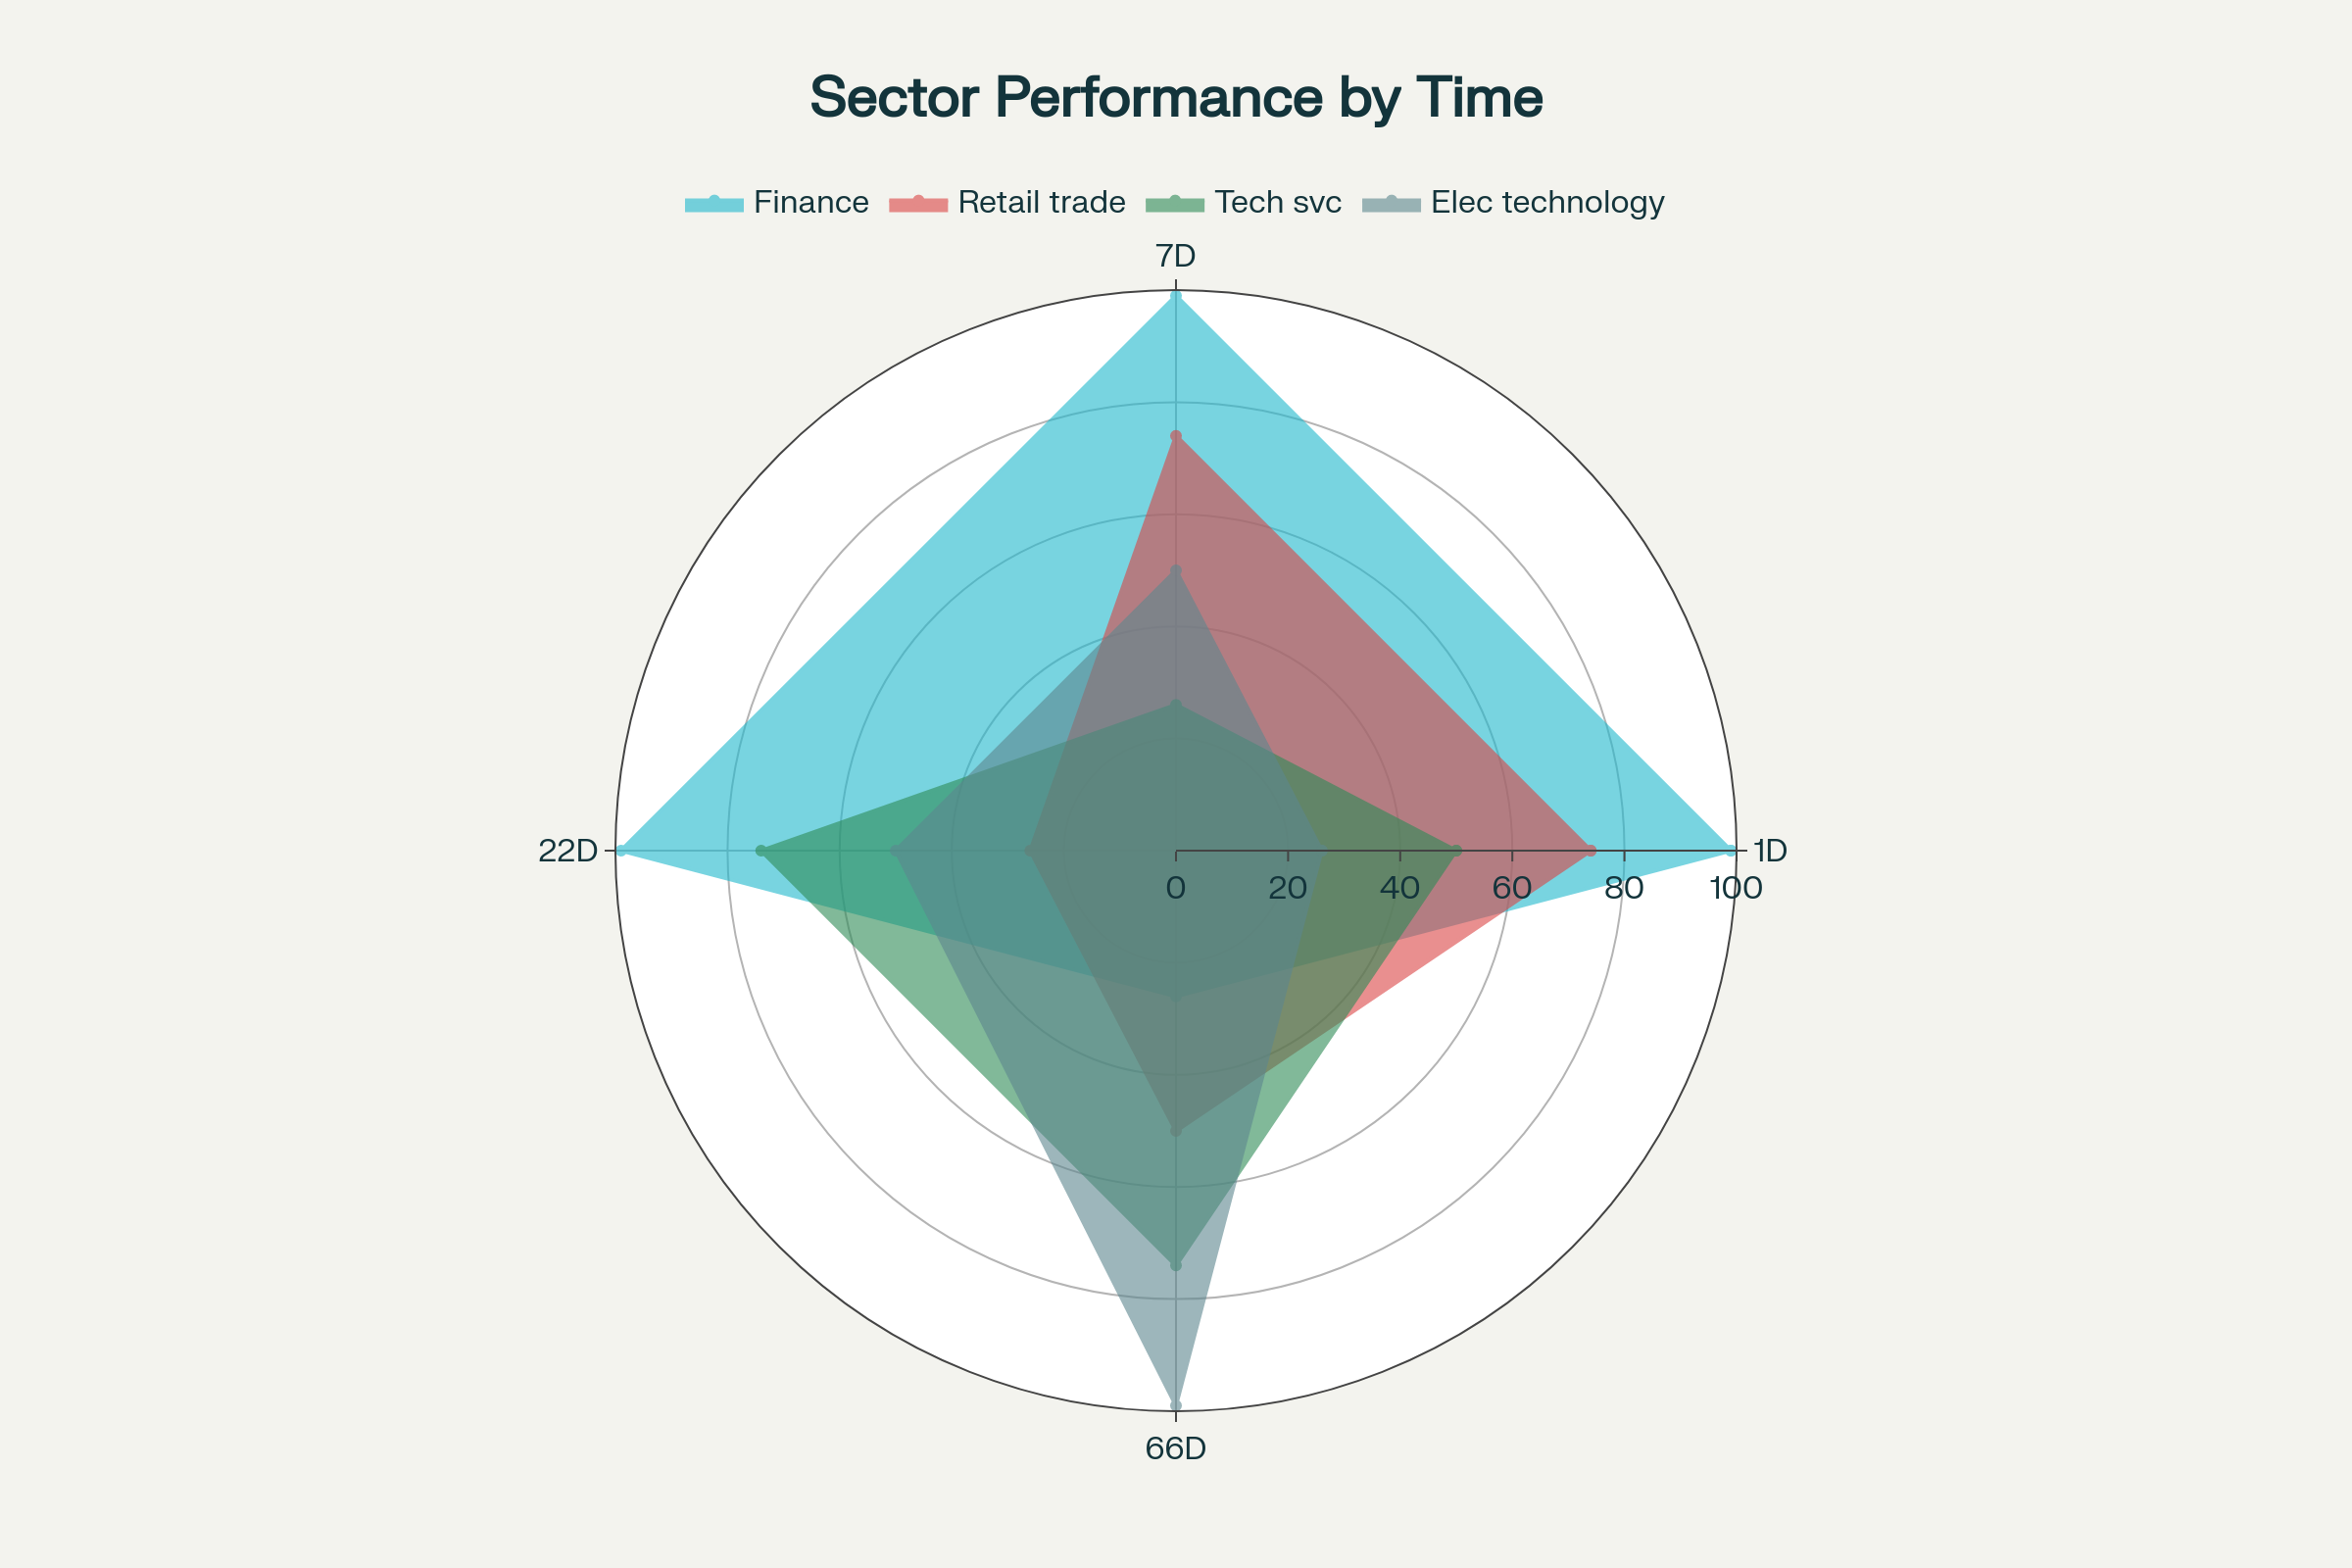 Sector Performance by Time
Finance Retail trade Tech svc Elec technology
7D
22D
1D
0 20 40 60 80 100
66D